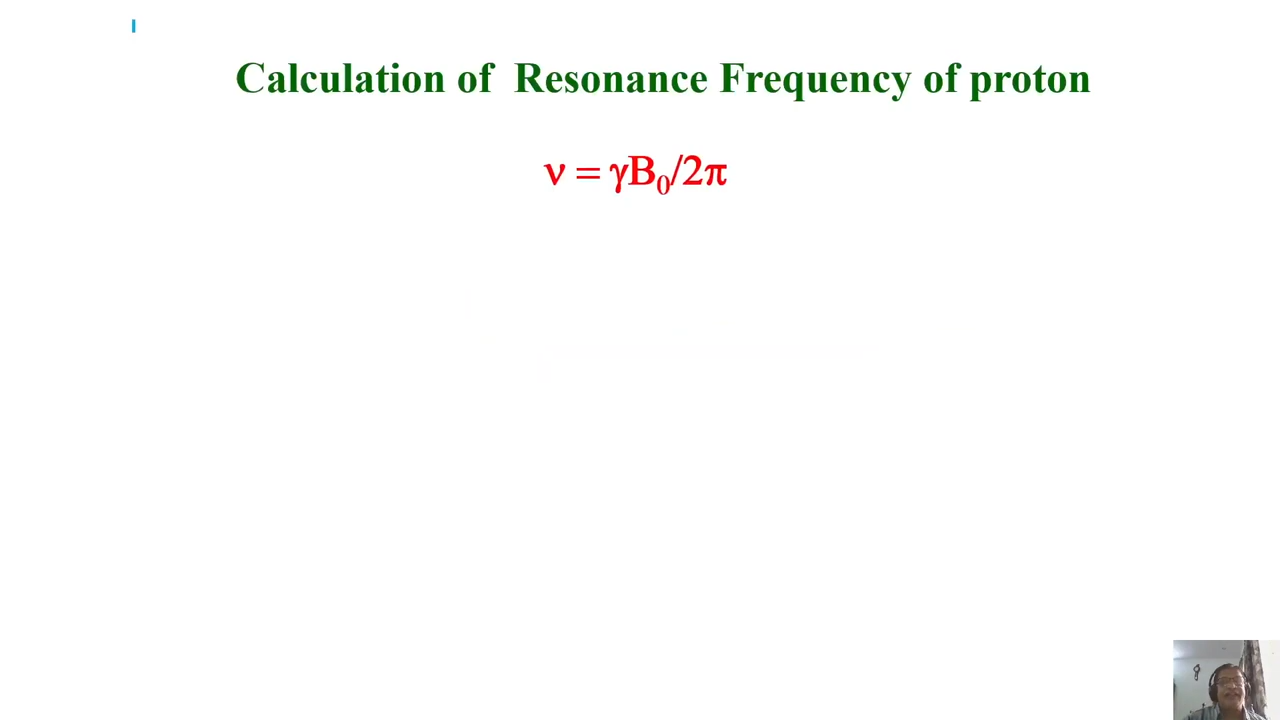 Calculation of Resonance Frequency of proton
ν = γB₀/2π